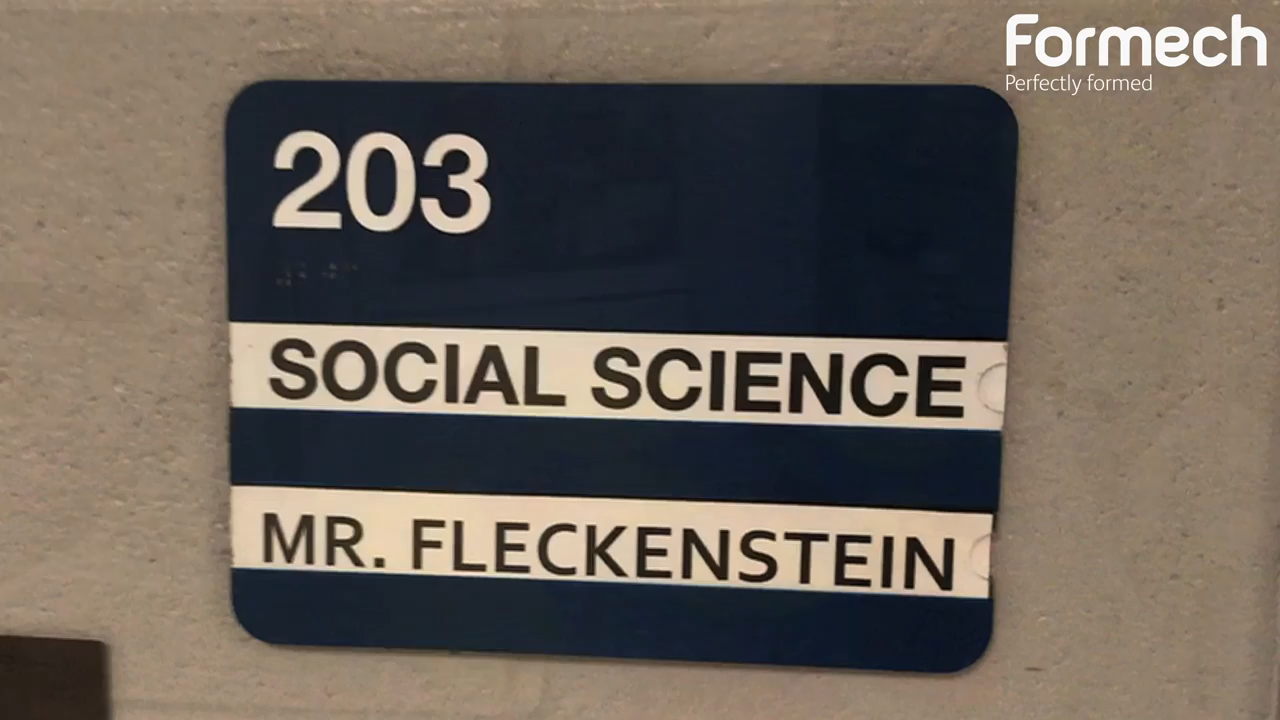 Formech
Perfectly formed
203
SOCIAL SCIENCE
MR. FLECKENSTEIN